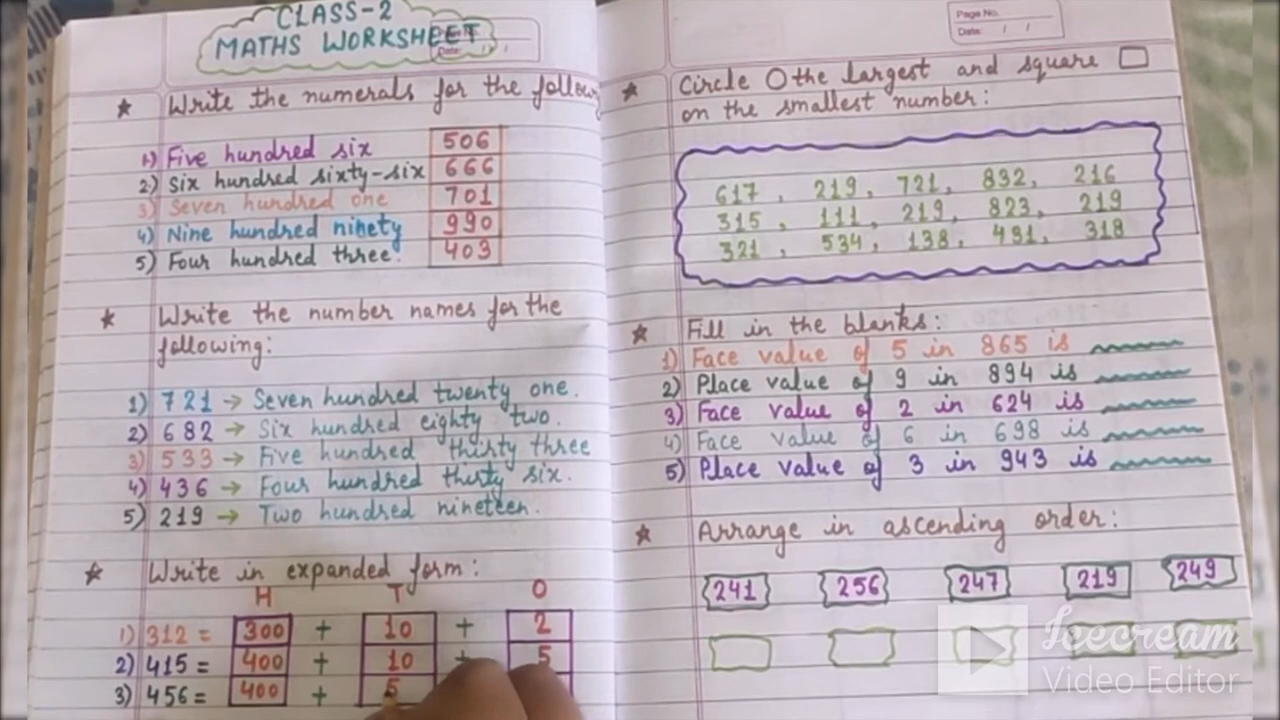 CLASS-2
MATHS WORKSHEET
Write the numerals for the
1) Five hundred six 506
2) Six hundred sixty-six 666
3) Seven hundred one 701
4) Nine hundred ninety 990
5) Four hundred three. 403
Write the number names for the
following:
1) 721 → Seven hundred twenty one.
2) 682 → Six hundred eighty two.
3) 533 → Five hundred thirty three
4) 436 → Four hundred thirty six.
5) 219 → Two hundred nineteen.
Write in expanded form:
H T O
1) 312 = 300 + 10 + 2
2) 415 = 400 + 10 + 5
3) 456 = 400 + 5
Page No.
Date: / /
Circle O the largest and square □
on the smallest number:
617, 219, 721, 832, 216
315, 111, 219, 823, 219
321, 534, 138, 491, 318
Fill in the blanks:
1) Face value of 5 in 865 is
2) Place value of 9 in 894 is
3) Face value of 2 in 624 is
4) Face value of 6 in 698 is
5) Place value of 3 in 943 is
Arrange in ascending order:
241 256 247 219 249
Icecream
Video Editor